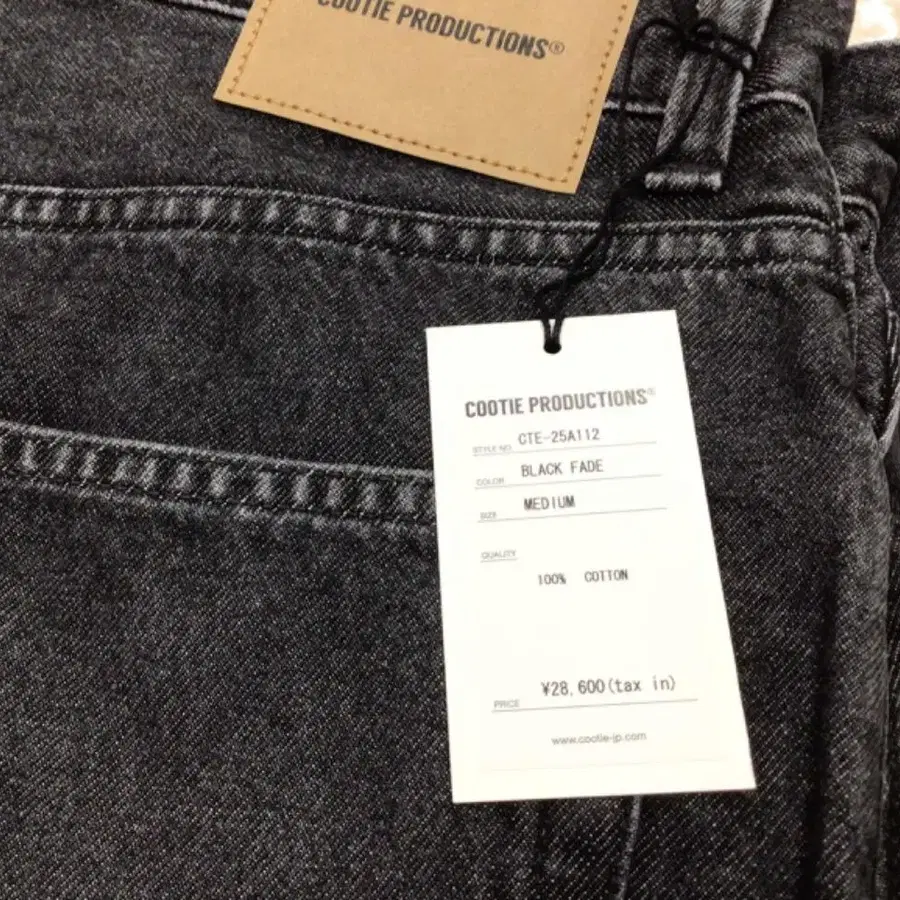 COOTIE PRODUCTIONS®
COOTIE PRODUCTIONS®
STYLE NO. CTE-25A112
COLOR BLACK FADE
SIZE MEDIUM
QUALITY
100% COTTON
PRICE ¥28,600(tax in)
www.cootie-jp.com